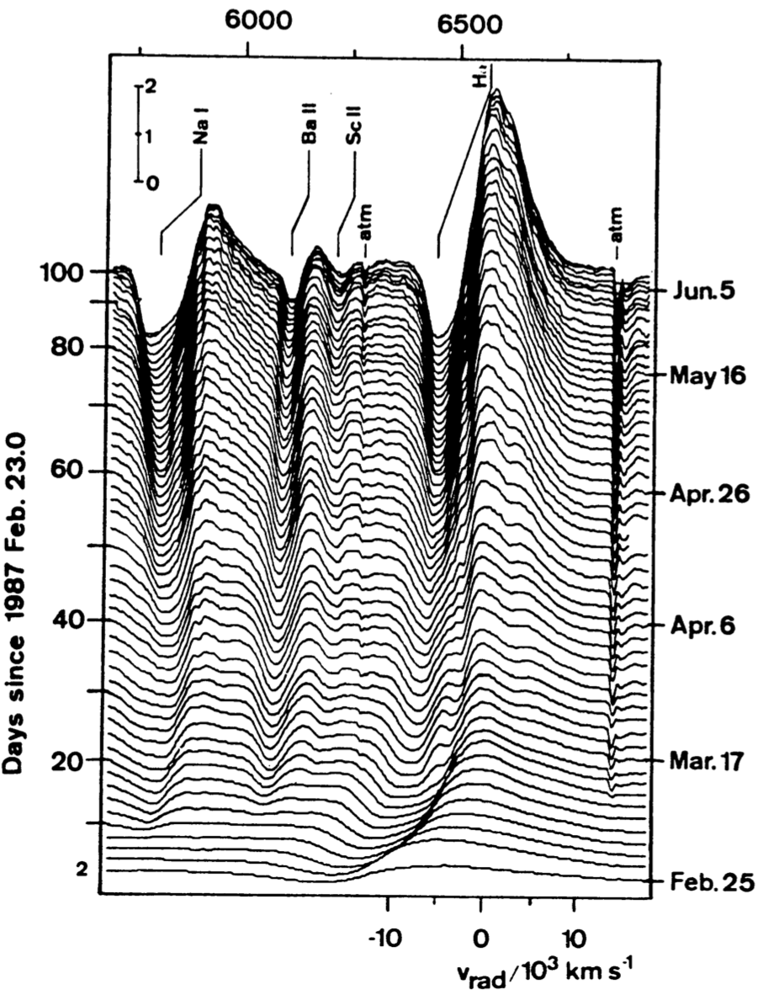 6000 6500
2
1
0
Na I
Ba II
Sc II
atm
Hα
atm
100
80
60
40
20
2
Days since 1987 Feb. 23.0
Jun. 5
May 16
Apr. 26
Apr. 6
Mar. 17
Feb. 25
-10 0 10
v rad /10³ km s⁻¹